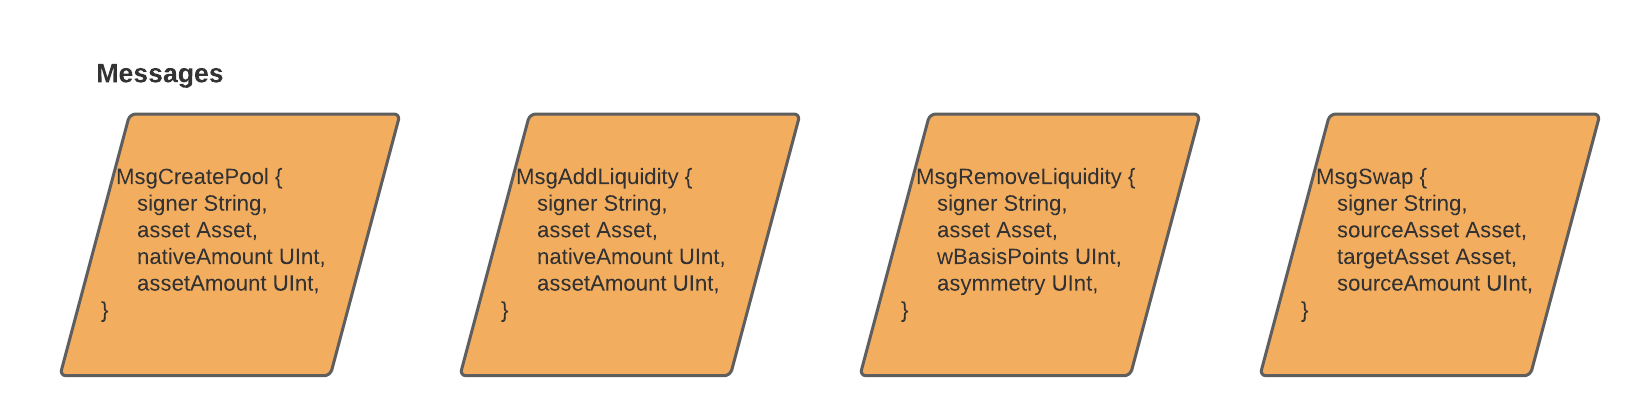 Messages
MsgCreatePool {
signer String,
asset Asset,
nativeAmount UInt,
assetAmount UInt,
}
MsgAddLiquidity {
signer String,
asset Asset,
nativeAmount UInt,
assetAmount UInt,
}
MsgRemoveLiquidity {
signer String,
asset Asset,
wBasisPoints UInt,
asymmetry UInt,
}
MsgSwap {
signer String,
sourceAsset Asset,
targetAsset Asset,
sourceAmount UInt,
}